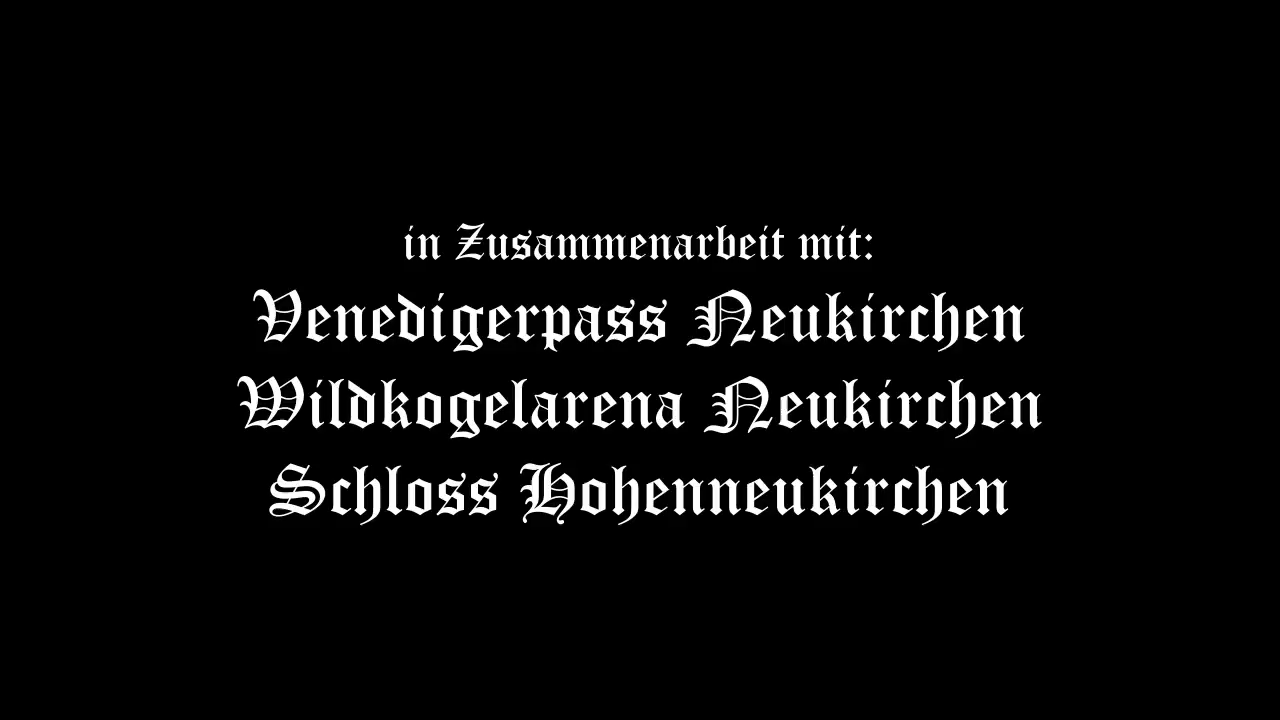 in Zusammenarbeit mit:
Venedigerpass Neukirchen
Wildkogelarena Neukirchen
Schloss Hohenneukirchen